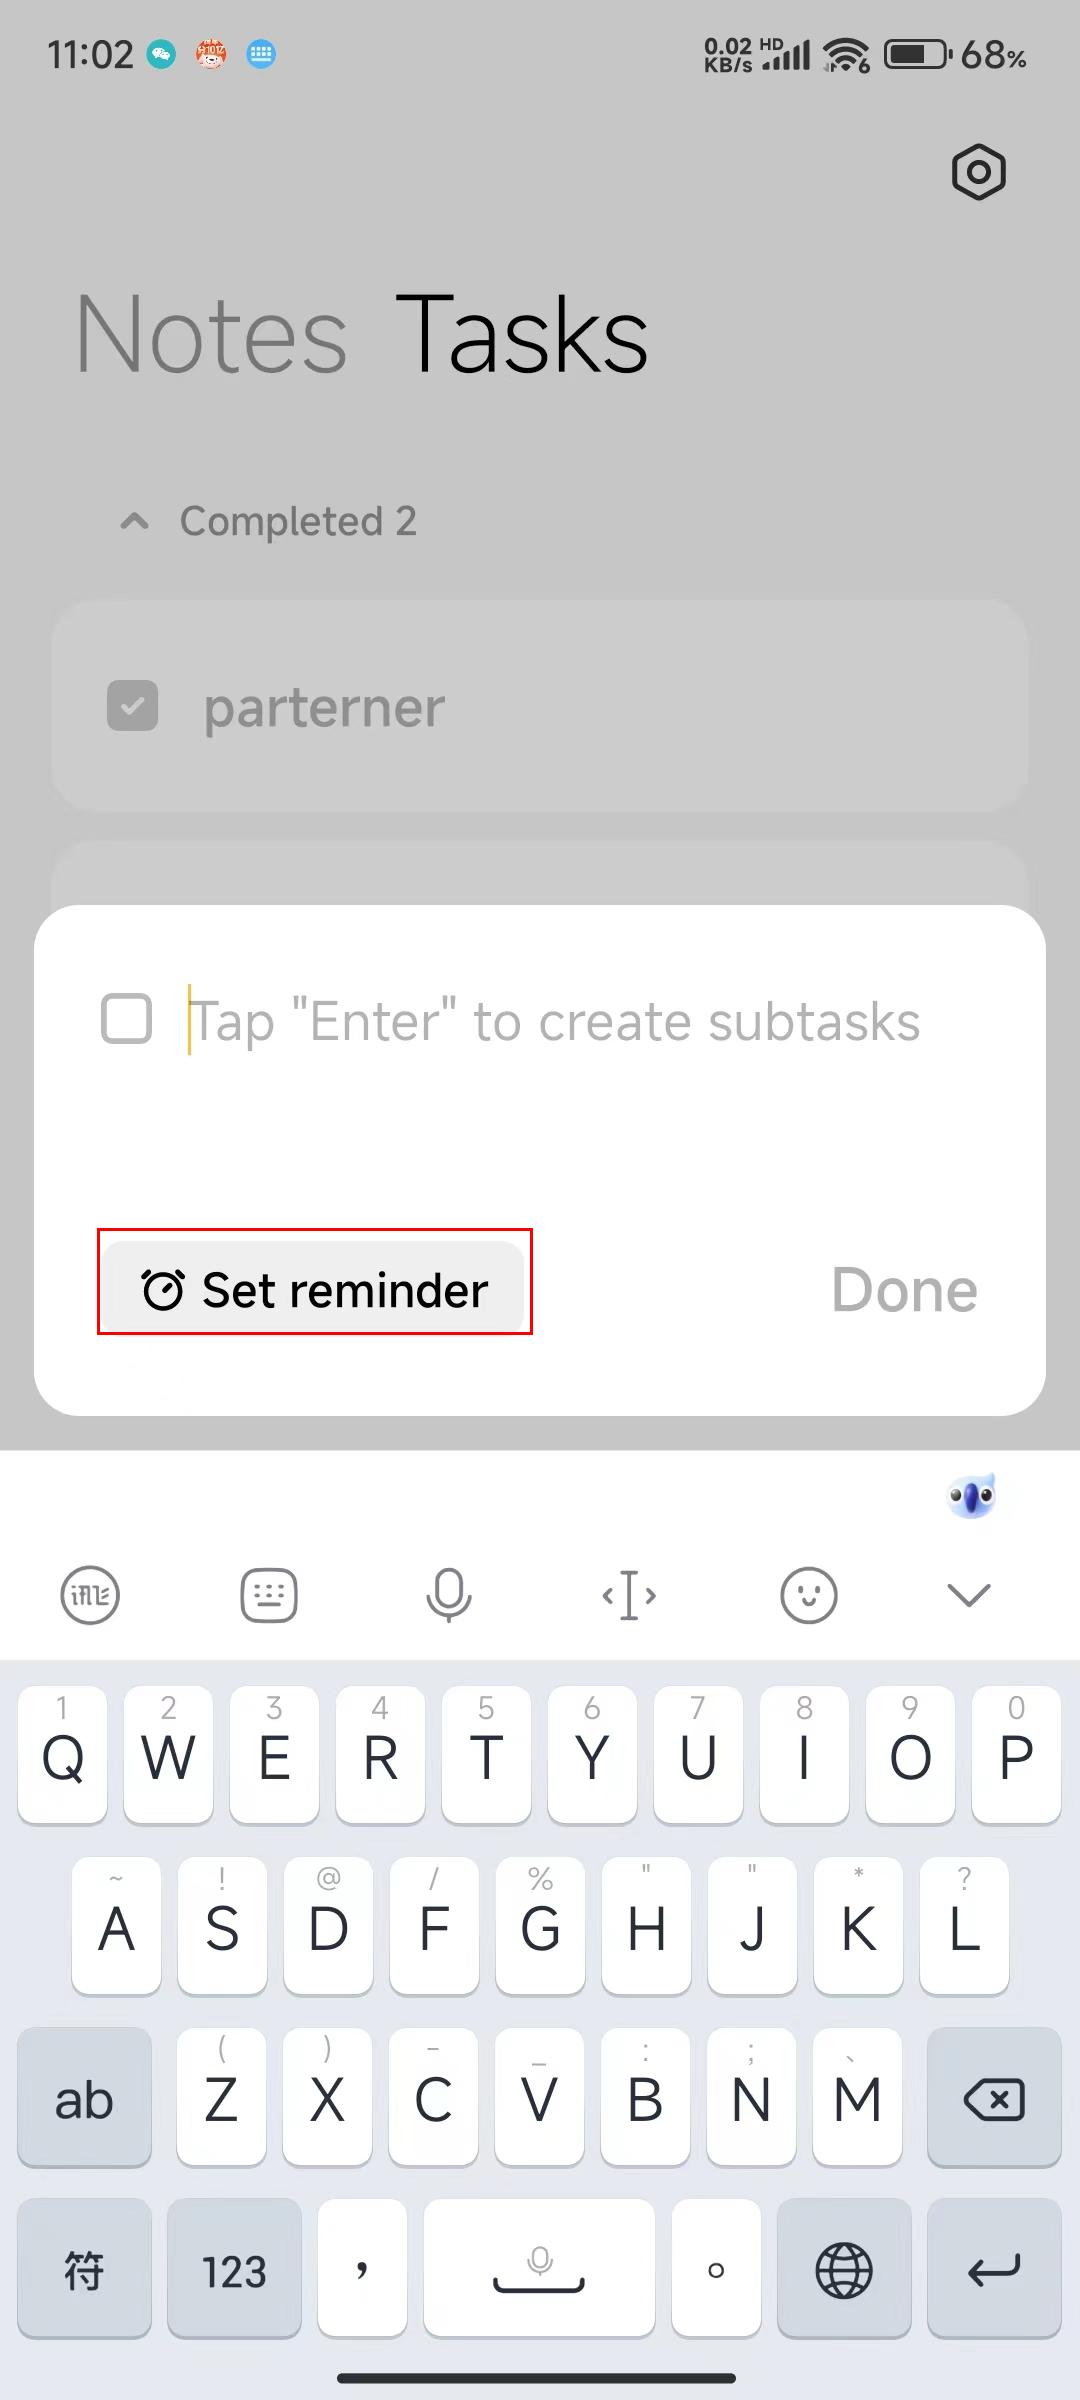 11:02 0.02 KB/s HD 6 68%
Notes Tasks
Completed 2
parterner
Tap "Enter" to create subtasks
Set reminder Done
1 2 3 4 5 6 7 8 9 0
Q W E R T Y U I O P
~ ! @ / % " " * ?
A S D F G H J K L
( ) - _ : ; 、
ab Z X C V B N M
符 123 , 。